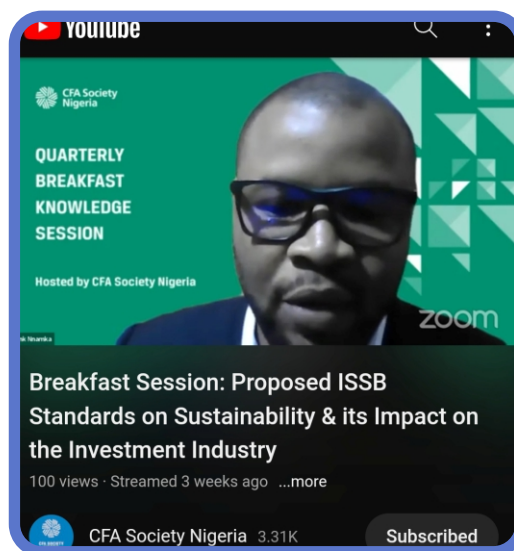 YouTube
CFA Society
Nigeria
QUARTERLY
BREAKFAST
KNOWLEDGE
SESSION
Hosted by CFA Society Nigeria
zoom
Breakfast Session: Proposed ISSB
Standards on Sustainability & its Impact on
the Investment Industry
100 views · Streamed 3 weeks ago ...more
CFA Society Nigeria 3.31K
Subscribed